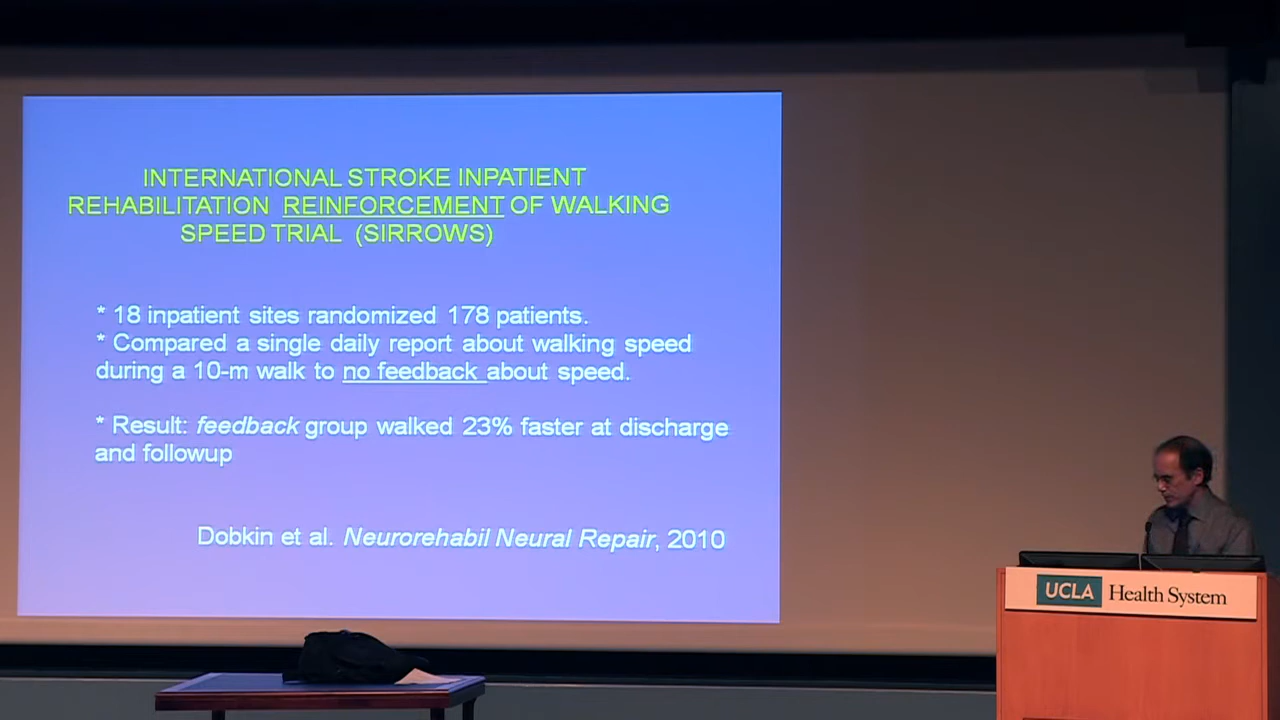 INTERNATIONAL STROKE INPATIENT
REHABILITATION REINFORCEMENT OF WALKING
SPEED TRIAL (SIRROWS)
* 18 inpatient sites randomized 178 patients.
* Compared a single daily report about walking speed
during a 10-m walk to no feedback about speed.
* Result: feedback group walked 23% faster at discharge
and followup
Dobkin et al. Neurorehabil Neural Repair, 2010
UCLA Health System